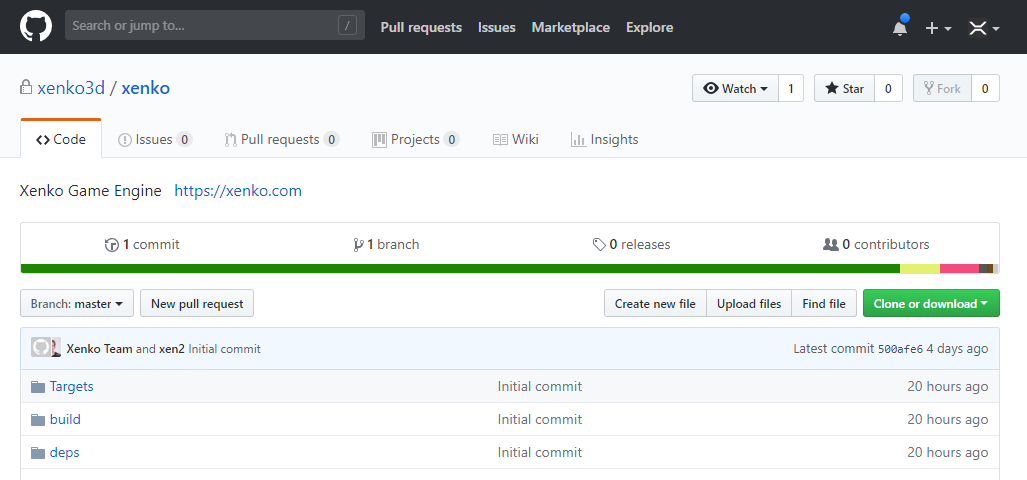 Search or jump to... / Pull requests Issues Marketplace Explore
xenko3d / xenko Watch 1 Star 0 Fork 0
Code Issues 0 Pull requests 0 Projects 0 Wiki Insights
Xenko Game Engine https://xenko.com
1 commit 1 branch 0 releases 0 contributors
Branch: master New pull request Create new file Upload files Find file Clone or download
Xenko Team and xen2 Initial commit Latest commit 500afe6 4 days ago
Targets Initial commit 20 hours ago
build Initial commit 20 hours ago
deps Initial commit 20 hours ago